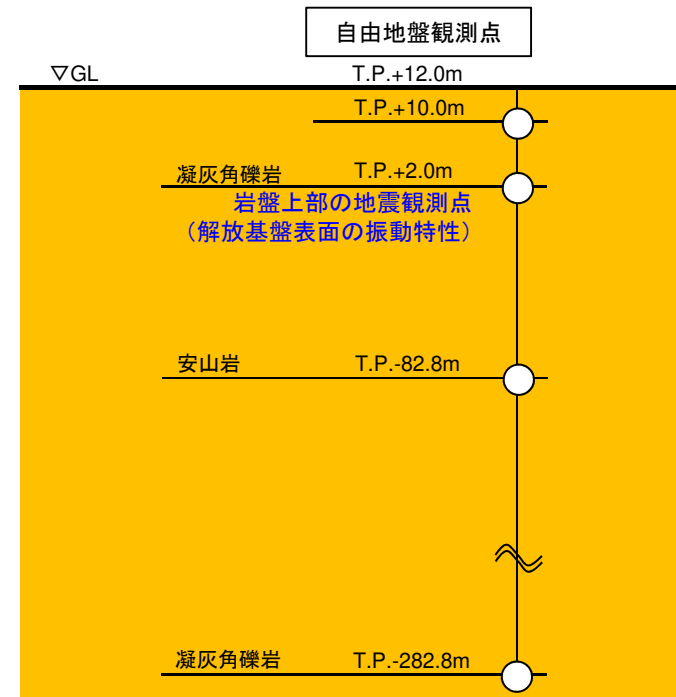 自由地盤観測点
▽GL T.P.+12.0m
T.P.+10.0m
凝灰角礫岩 T.P.+2.0m
岩盤上部の地震観測点
（解放基盤表面の振動特性）
安山岩 T.P.-82.8m
凝灰角礫岩 T.P.-282.8m